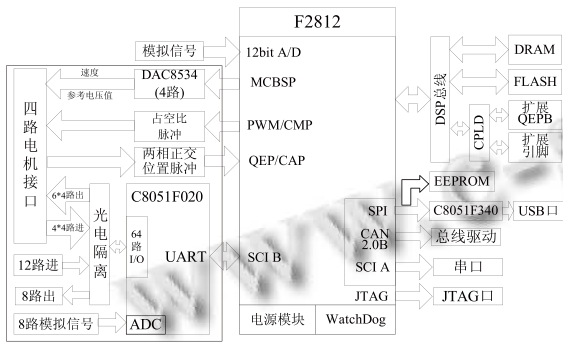 F2812
模拟信号
12bit A/D
速度
参考电压值
DAC8534
(4路)
MCBSP
占空比
脉冲
PWM/CMP
两相正交
位置脉冲
QEP/CAP
四路电机接口
6*4路出
4*4路进
光电隔离
C8051F020
64
路
I/O
UART
SCI B
12路进
8路出
8路模拟信号
ADC
DSP总线
CPLD
DRAM
FLASH
扩展
QEPB
扩展
引脚
EEPROM
SPI
C8051F340
USB口
CAN
2.0B
总线驱动
SCI A
串口
JTAG
JTAG口
电源模块
WatchDog